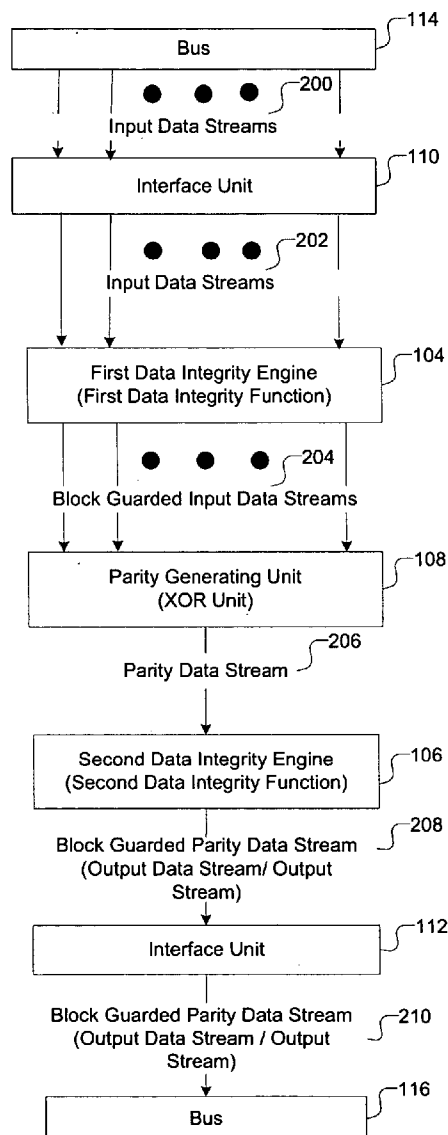 114
Bus
200
Input Data Streams
110
Interface Unit
202
Input Data Streams
104
First Data Integrity Engine
(First Data Integrity Function)
204
Block Guarded Input Data Streams
108
Parity Generating Unit
(XOR Unit)
206
Parity Data Stream
106
Second Data Integrity Engine
(Second Data Integrity Function)
208
Block Guarded Parity Data Stream
(Output Data Stream/ Output
Stream)
112
Interface Unit
Block Guarded Parity Data Stream
210
(Output Data Stream / Output
Stream)
116
Bus